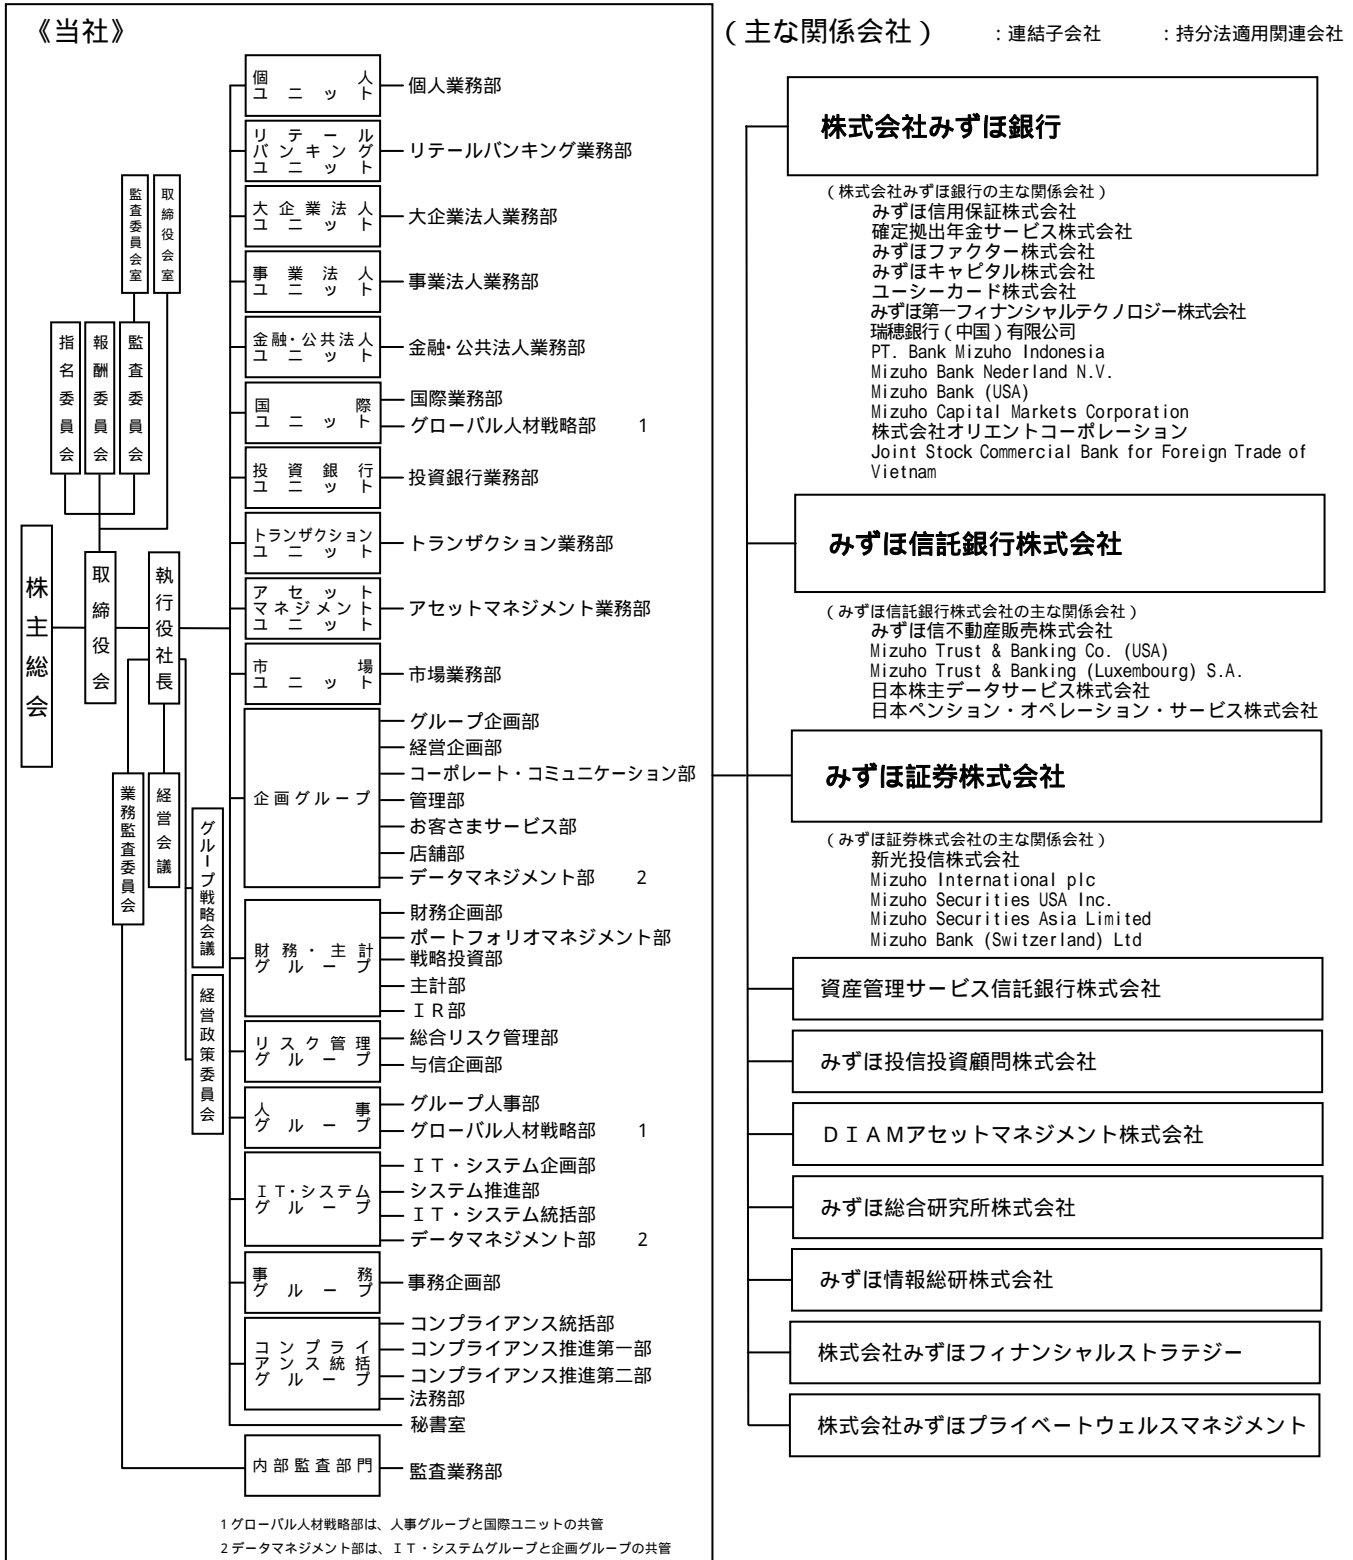 《当社》
(主な関係会社)
:連結子会社
:持分法適用関連会社
株主総会
取締役会
執行役社長
指名委員会
報酬委員会
監査委員会
監査委員会室
取締役会室
業務監査委員会
経営会議
グループ戦略会議
経営政策委員会
個人
ユニット
個人業務部
リテール
バンキング
ユニット
リテールバンキング業務部
大企業法人
ユニット
大企業法人業務部
事業法人
ユニット
事業法人業務部
金融・公共法人
ユニット
金融・公共法人業務部
国際
ユニット
国際業務部
グローバル人材戦略部 1
投資銀行
ユニット
投資銀行業務部
トランザクション
ユニット
トランザクション業務部
アセット
マネジメント
ユニット
アセットマネジメント業務部
市場
ユニット
市場業務部
企画グループ
グループ企画部
経営企画部
コーポレート・コミュニケーション部
管理部
お客さまサービス部
店舗部
データマネジメント部 2
財務・主計
グループ
財務企画部
ポートフォリオマネジメント部
戦略投資部
主計部
IR部
リスク管理
グループ
総合リスク管理部
与信企画部
人事
グループ
グループ人事部
グローバル人材戦略部 1
IT・システム
グループ
IT・システム企画部
システム推進部
IT・システム統括部
データマネジメント部 2
事務
グループ
事務企画部
コンプライ
アンス統括
グループ
コンプライアンス統括部
コンプライアンス推進第一部
コンプライアンス推進第二部
法務部
秘書室
内部監査部門
監査業務部
1 グローバル人材戦略部は、人事グループと国際ユニットの共管
2 データマネジメント部は、IT・システムグループと企画グループの共管
株式会社みずほ銀行
(株式会社みずほ銀行の主な関係会社)
みずほ信用保証株式会社
確定拠出年金サービス株式会社
みずほファクター株式会社
みずほキャピタル株式会社
ユーシーカード株式会社
みずほ第一フィナンシャルテクノロジー株式会社
瑞穂銀行(中国)有限公司
PT. Bank Mizuho Indonesia
Mizuho Bank Nederland N.V.
Mizuho Bank (USA)
Mizuho Capital Markets Corporation
株式会社オリエントコーポレーション
Joint Stock Commercial Bank for Foreign Trade of
Vietnam
みずほ信託銀行株式会社
(みずほ信託銀行株式会社の主な関係会社)
みずほ信不動産販売株式会社
Mizuho Trust & Banking Co. (USA)
Mizuho Trust & Banking (Luxembourg) S.A.
日本株主データサービス株式会社
日本ペンション・オペレーション・サービス株式会社
みずほ証券株式会社
(みずほ証券株式会社の主な関係会社)
新光投信株式会社
Mizuho International plc
Mizuho Securities USA Inc.
Mizuho Securities Asia Limited
Mizuho Bank (Switzerland) Ltd
資産管理サービス信託銀行株式会社
みずほ投信投資顧問株式会社
DIAMアセットマネジメント株式会社
みずほ総合研究所株式会社
みずほ情報総研株式会社
株式会社みずほフィナンシャルストラテジー
株式会社みずほプライベートウェルスマネジメント